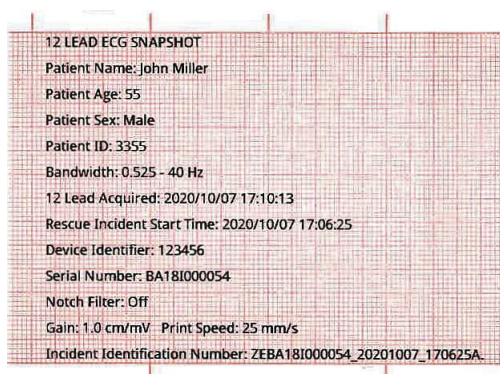 12 LEAD ECG SNAPSHOT
Patient Name: John Miller
Patient Age: 55
Patient Sex: Male
Patient ID: 3355
Bandwidth: 0.525 - 40 Hz
12 Lead Acquired: 2020/10/07 17:10:13
Rescue Incident Start Time: 2020/10/07 17:06:25
Device Identifier: 123456
Serial Number: BA18I000054
Notch Filter: Off
Gain: 1.0 cm/mV Print Speed: 25 mm/s
Incident Identification Number: ZEBA18I000054_20201007_170625A